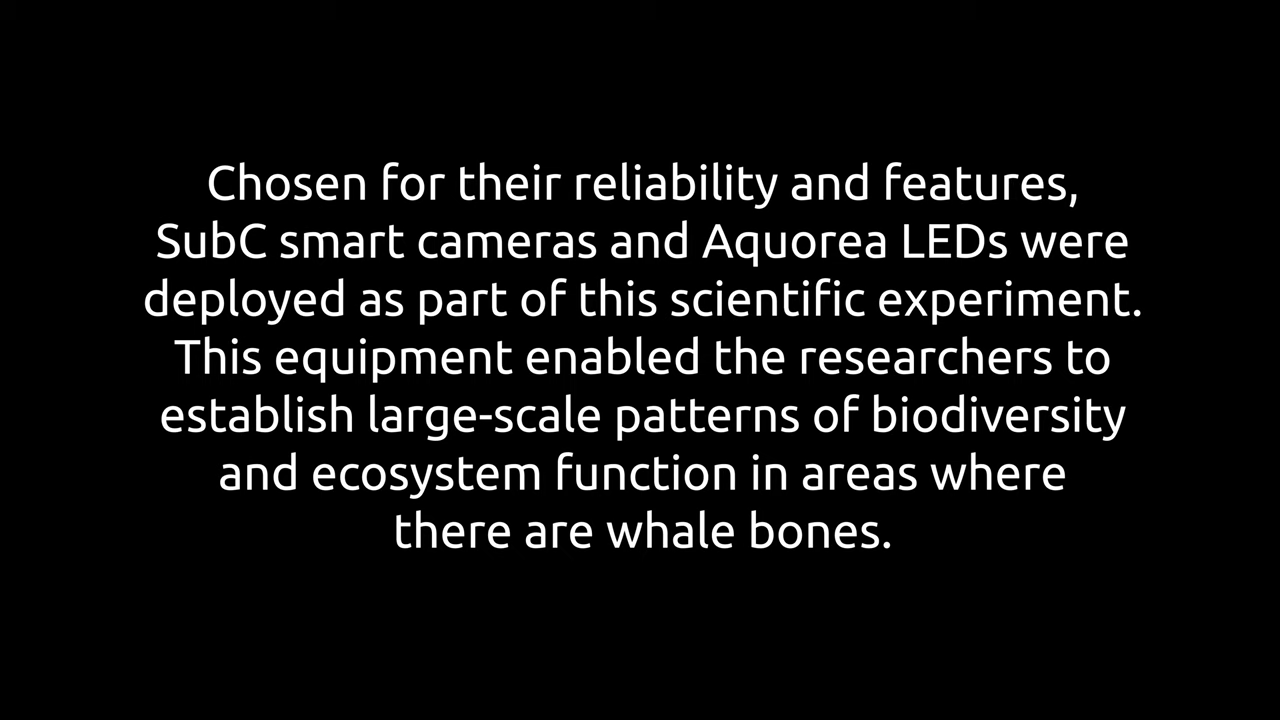 Chosen for their reliability and features,
SubC smart cameras and Aquorea LEDs were
deployed as part of this scientific experiment.
This equipment enabled the researchers to
establish large-scale patterns of biodiversity
and ecosystem function in areas where
there are whale bones.